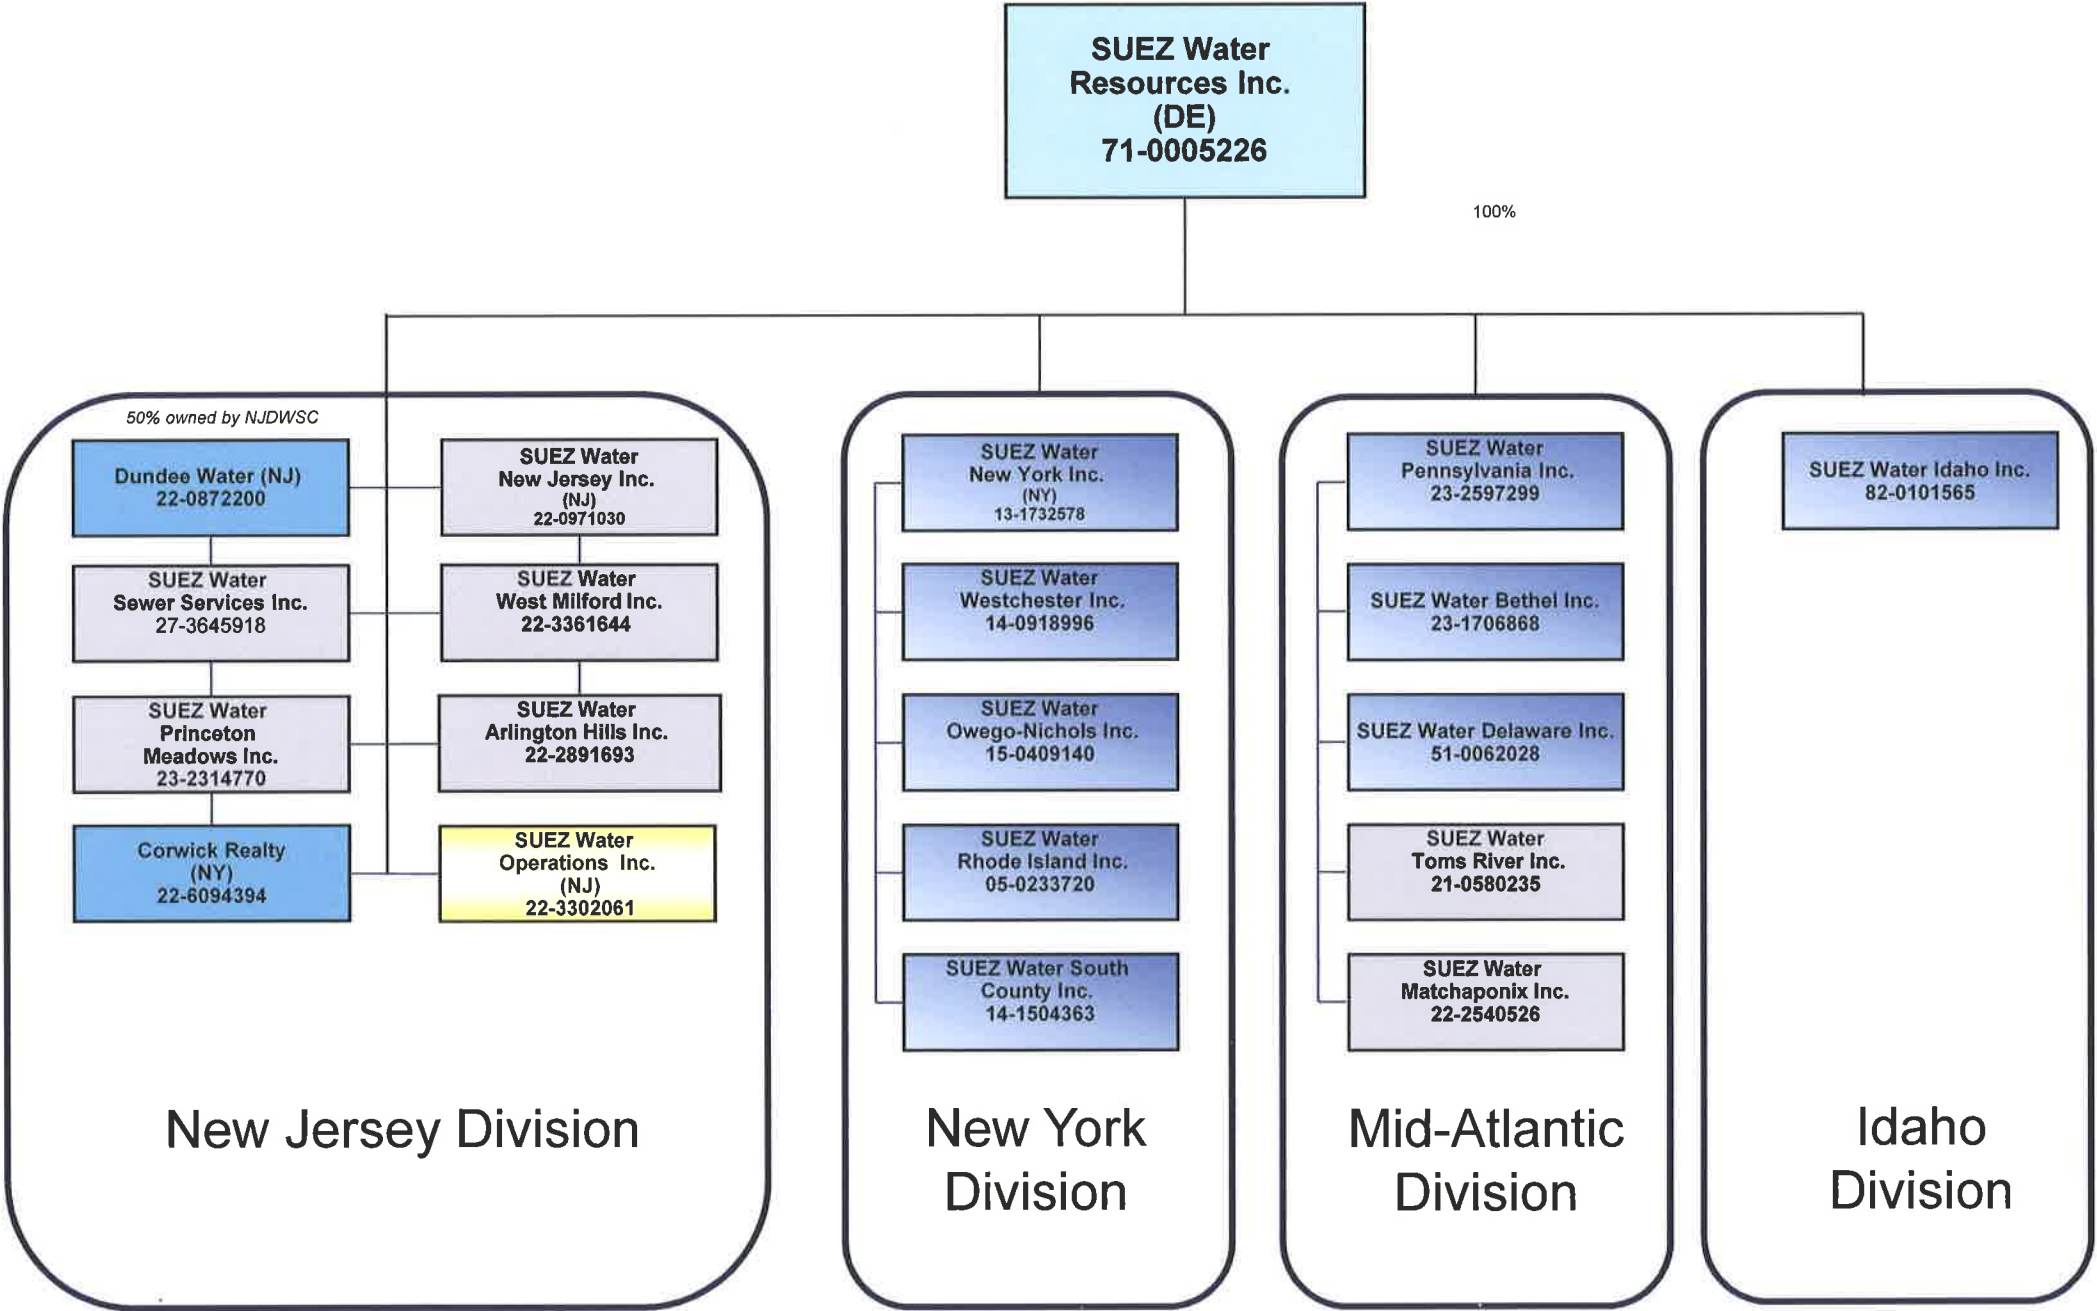 SUEZ Water
Resources Inc.
(DE)
71-0005226
100%
50% owned by NJDWSC
Dundee Water (NJ)
22-0872200
SUEZ Water
New Jersey Inc.
(NJ)
22-0971030
SUEZ Water
Sewer Services Inc.
27-3645918
SUEZ Water
West Milford Inc.
22-3361644
SUEZ Water
Princeton
Meadows Inc.
23-2314770
SUEZ Water
Arlington Hills Inc.
22-2891693
Corwick Realty
(NY)
22-6094394
SUEZ Water
Operations Inc.
(NJ)
22-3302061
New Jersey Division
SUEZ Water
New York Inc.
(NY)
13-1732578
SUEZ Water
Westchester Inc.
14-0918996
SUEZ Water
Owego-Nichols Inc.
15-0409140
SUEZ Water
Rhode Island Inc.
05-0233720
SUEZ Water South
County Inc.
14-1504363
New York
Division
SUEZ Water
Pennsylvania Inc.
23-2597299
SUEZ Water Bethel Inc.
23-1706868
SUEZ Water Delaware Inc.
51-0062028
SUEZ Water
Toms River Inc.
21-0580235
SUEZ Water
Matchaponix Inc.
22-2540526
Mid-Atlantic
Division
SUEZ Water Idaho Inc.
82-0101565
Idaho
Division